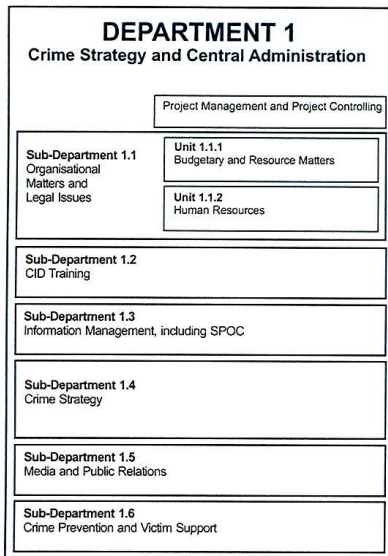 DEPARTMENT 1
Crime Strategy and Central Administration
Project Management and Project Controlling
Sub-Department 1.1
Organisational
Matters and
Legal Issues
Unit 1.1.1
Budgetary and Resource Matters
Unit 1.1.2
Human Resources
Sub-Department 1.2
CID Training
Sub-Department 1.3
Information Management, including SPOC
Sub-Department 1.4
Crime Strategy
Sub-Department 1.5
Media and Public Relations
Sub-Department 1.6
Crime Prevention and Victim Support